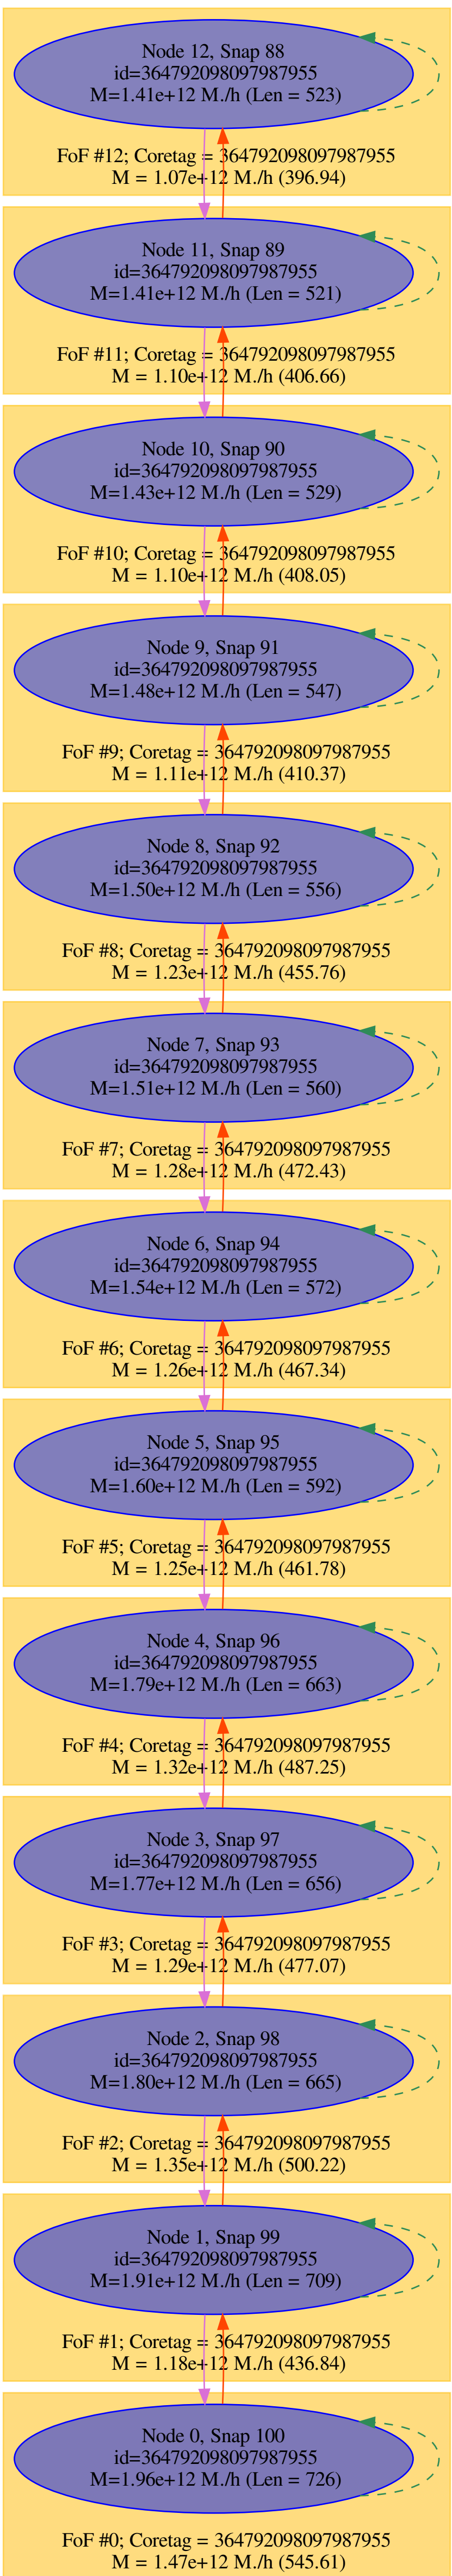 Node 12, Snap 88
id=364792098097987955
M=1.41e+12 M./h (Len = 523)
FoF #12; Coretag = 364792098097987955
M = 1.07e+12 M./h (396.94)
Node 11, Snap 89
id=364792098097987955
M=1.41e+12 M./h (Len = 521)
FoF #11; Coretag = 364792098097987955
M = 1.10e+12 M./h (406.66)
Node 10, Snap 90
id=364792098097987955
M=1.43e+12 M./h (Len = 529)
FoF #10; Coretag = 364792098097987955
M = 1.10e+12 M./h (408.05)
Node 9, Snap 91
id=364792098097987955
M=1.48e+12 M./h (Len = 547)
FoF #9; Coretag = 364792098097987955
M = 1.11e+12 M./h (410.37)
Node 8, Snap 92
id=364792098097987955
M=1.50e+12 M./h (Len = 556)
FoF #8; Coretag = 364792098097987955
M = 1.23e+12 M./h (455.76)
Node 7, Snap 93
id=364792098097987955
M=1.51e+12 M./h (Len = 560)
FoF #7; Coretag = 364792098097987955
M = 1.28e+12 M./h (472.43)
Node 6, Snap 94
id=364792098097987955
M=1.54e+12 M./h (Len = 572)
FoF #6; Coretag = 364792098097987955
M = 1.26e+12 M./h (467.34)
Node 5, Snap 95
id=364792098097987955
M=1.60e+12 M./h (Len = 592)
FoF #5; Coretag = 364792098097987955
M = 1.25e+12 M./h (461.78)
Node 4, Snap 96
id=364792098097987955
M=1.79e+12 M./h (Len = 663)
FoF #4; Coretag = 364792098097987955
M = 1.32e+12 M./h (487.25)
Node 3, Snap 97
id=364792098097987955
M=1.77e+12 M./h (Len = 656)
FoF #3; Coretag = 364792098097987955
M = 1.29e+12 M./h (477.07)
Node 2, Snap 98
id=364792098097987955
M=1.80e+12 M./h (Len = 665)
FoF #2; Coretag = 364792098097987955
M = 1.35e+12 M./h (500.22)
Node 1, Snap 99
id=364792098097987955
M=1.91e+12 M./h (Len = 709)
FoF #1; Coretag = 364792098097987955
M = 1.18e+12 M./h (436.84)
Node 0, Snap 100
id=364792098097987955
M=1.96e+12 M./h (Len = 726)
FoF #0; Coretag = 364792098097987955
M = 1.47e+12 M./h (545.61)